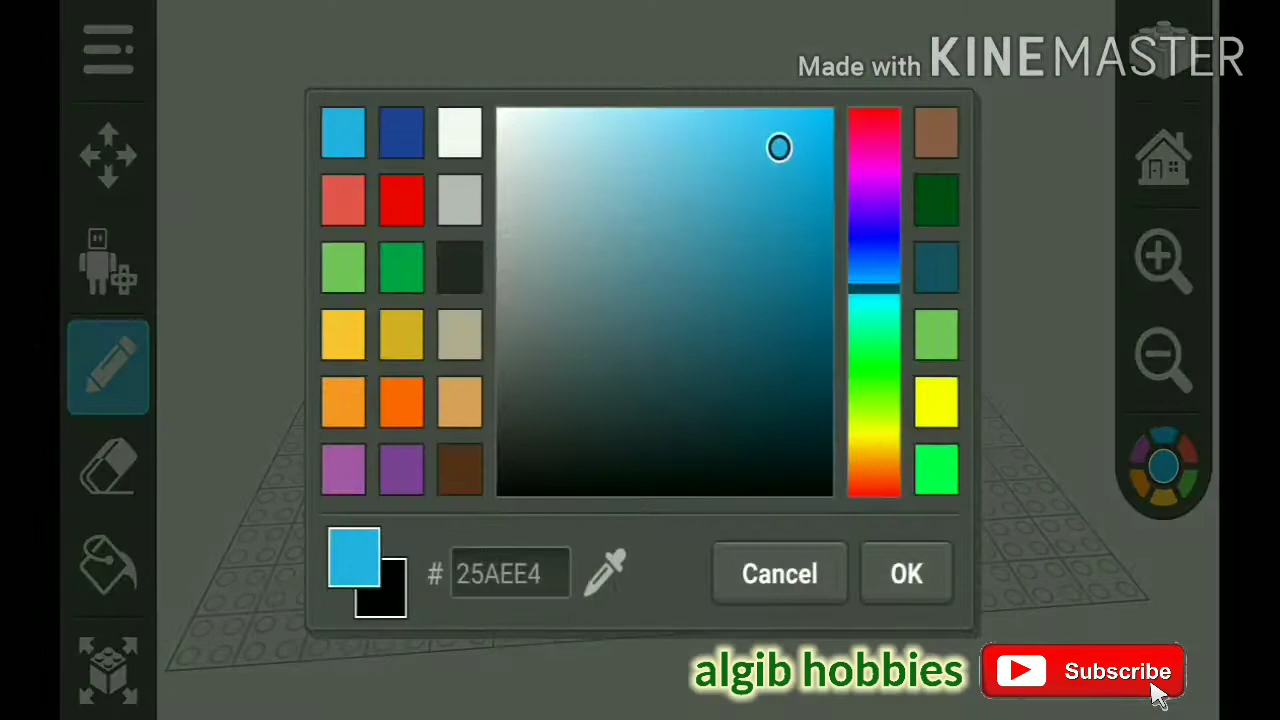 Made with KINEMASTER
# 25AEE4
Cancel
OK
algib hobbies
Subscribe